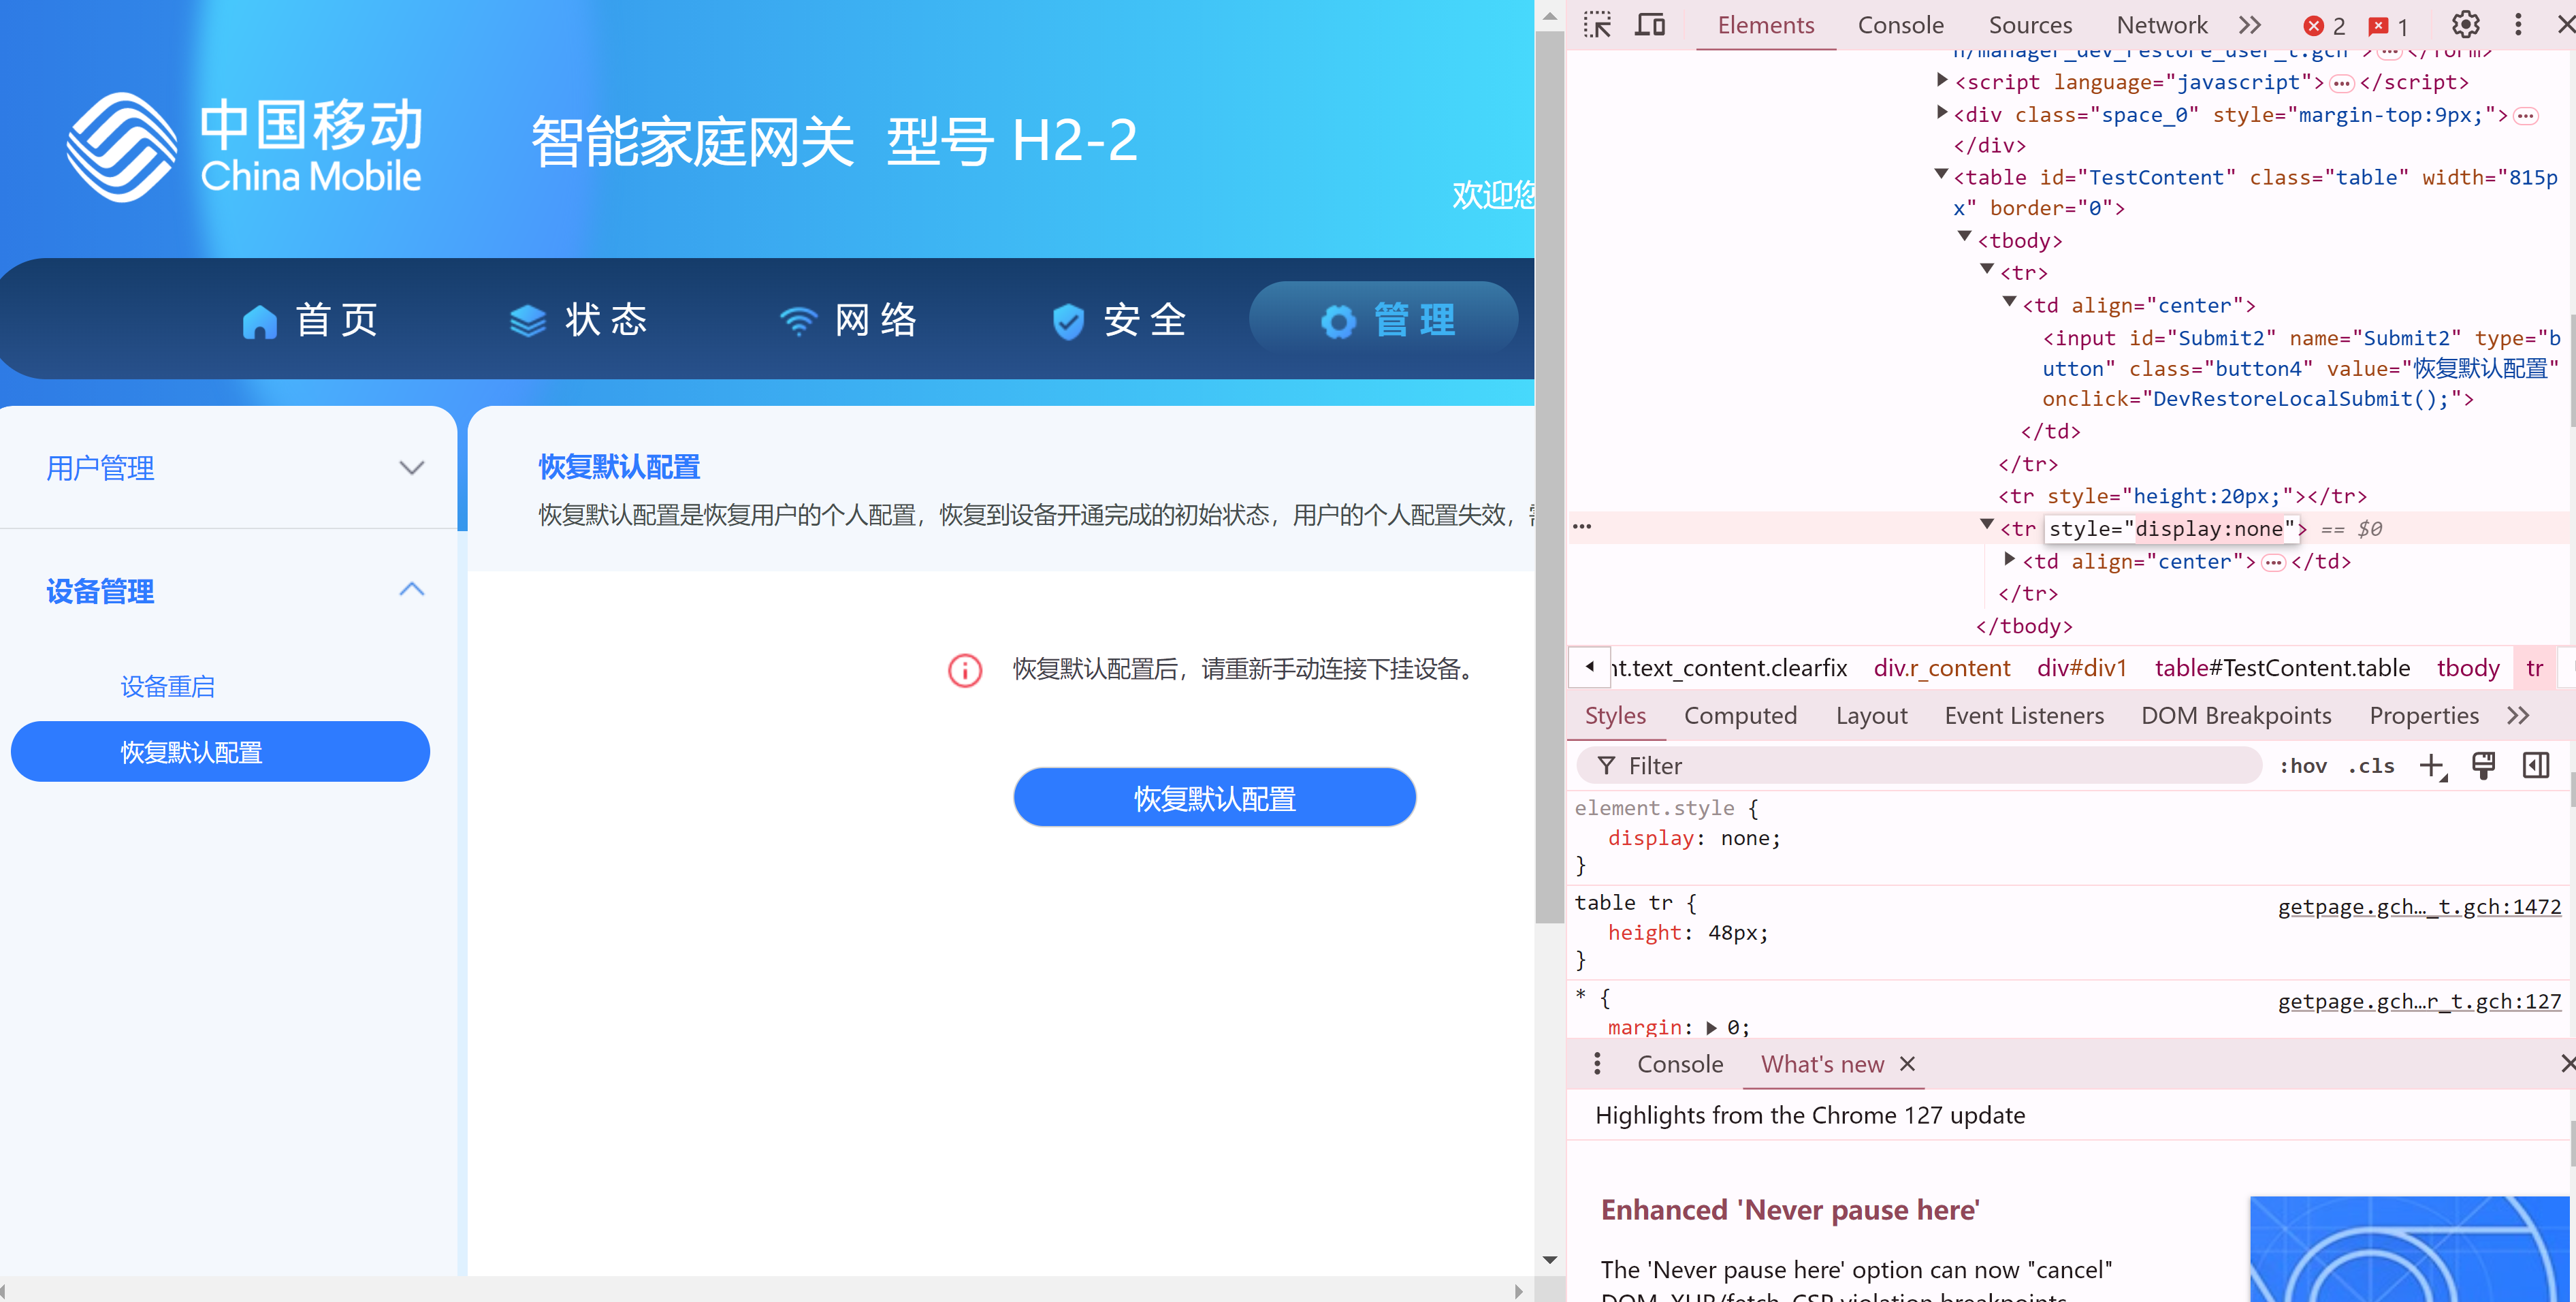 中国移动
China Mobile
智能家庭网关 型号 H2-2
欢迎您
首页
状态
网络
安全
管理
用户管理
设备管理
设备重启
恢复默认配置
恢复默认配置
恢复默认配置是恢复用户的个人配置，恢复到设备开通完成的初始状态，用户的个人配置失效，
恢复默认配置后，请重新手动连接下挂设备。
恢复默认配置
Elements
Console
Sources
Network
2
1
n/manager_dev_restore_user_t.gch"></form>
<script language="javascript"></script>
<div class="space_0" style="margin-top:9px;">
</div>
<table id="TestContent" class="table" width="815p
x" border="0">
<tbody>
<tr>
<td align="center">
<input id="Submit2" name="Submit2" type="b
utton" class="button4" value="恢复默认配置"
onclick="DevRestoreLocalSubmit();">
</td>
</tr>
<tr style="height:20px;"></tr>
<tr style="display:none"> == $0
<td align="center"></td>
</tr>
</tbody>
nt.text_content.clearfix div.r_content div#div1 table#TestContent.table tbody tr
Styles
Computed
Layout
Event Listeners
DOM Breakpoints
Properties
Filter
:hov .cls
element.style {
display: none;
}
table tr {
getpage.gch…_t.gch:1472
height: 48px;
}
* {
getpage.gch…r_t.gch:127
margin: 0;
Console
What's new
Highlights from the Chrome 127 update
Enhanced 'Never pause here'
The 'Never pause here' option can now "cancel"
DOM, XHR/fetch, CSP violation breakpoints